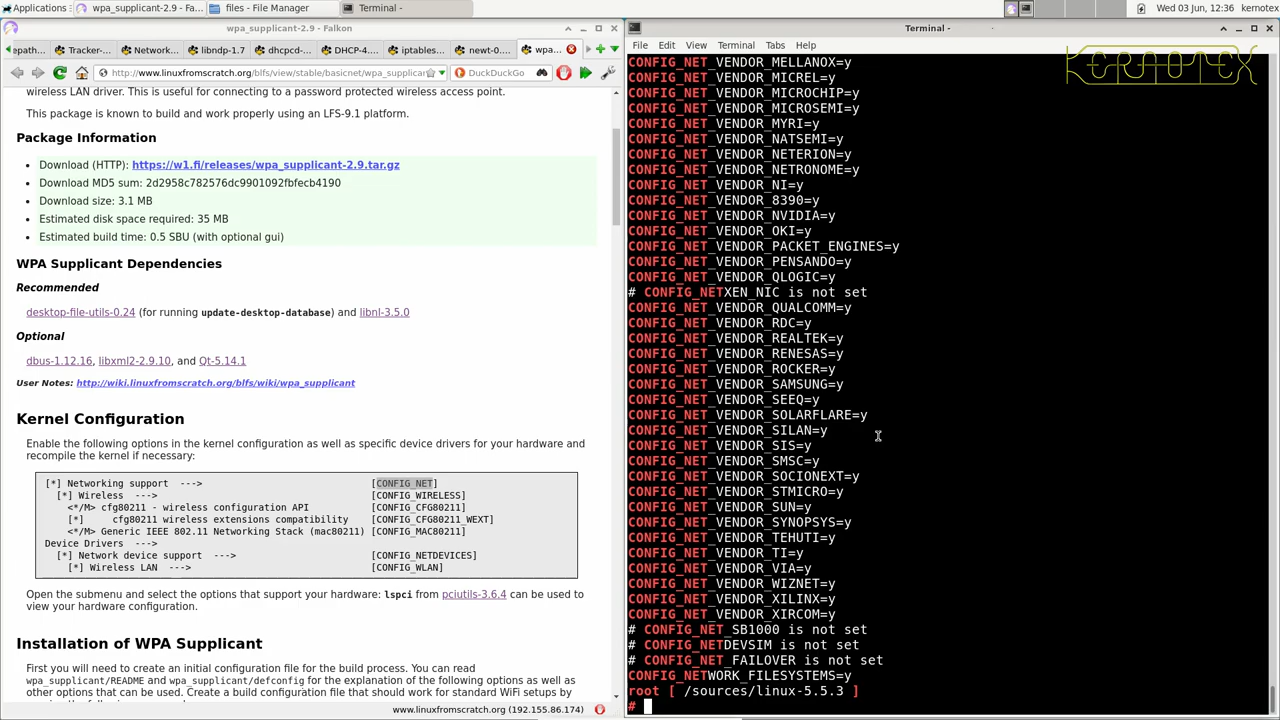 Applications
wpa_supplicant-2.9 - Fa...
files - File Manager
Terminal -
Wed 03 Jun, 12:36
kernotex
wpa_supplicant-2.9 - Falkon
epath...
Tracker-...
Network...
libndp-1.7
dhcpcd-...
DHCP-4....
iptables...
newt-0....
wpa...
http://www.linuxfromscratch.org/blfs/view/stable/basicnet/wpa_supplicar
DuckDuckGo
wireless LAN driver. This is useful for connecting to a password protected wireless access point.
This package is known to build and work properly using an LFS-9.1 platform.
Package Information
Download (HTTP): https://w1.fi/releases/wpa_supplicant-2.9.tar.gz
Download MD5 sum: 2d2958c782576dc9901092fbfecb4190
Download size: 3.1 MB
Estimated disk space required: 35 MB
Estimated build time: 0.5 SBU (with optional gui)
WPA Supplicant Dependencies
Recommended
desktop-file-utils-0.24 (for running update-desktop-database) and libnl-3.5.0
Optional
dbus-1.12.16, libxml2-2.9.10, and Qt-5.14.1
User Notes: http://wiki.linuxfromscratch.org/blfs/wiki/wpa_supplicant
Kernel Configuration
Enable the following options in the kernel configuration as well as specific device drivers for your hardware and
recompile the kernel if necessary:
[*] Networking support ---> [CONFIG_NET]
[*] Wireless ---> [CONFIG_WIRELESS]
<*/M> cfg80211 - wireless configuration API [CONFIG_CFG80211]
[*] cfg80211 wireless extensions compatibility [CONFIG_CFG80211_WEXT]
<*/M> Generic IEEE 802.11 Networking Stack (mac80211) [CONFIG_MAC80211]
Device Drivers --->
[*] Network device support ---> [CONFIG_NETDEVICES]
[*] Wireless LAN ---> [CONFIG_WLAN]
Open the submenu and select the options that support your hardware: lspci from pciutils-3.6.4 can be used to
view your hardware configuration.
Installation of WPA Supplicant
First you will need to create an initial configuration file for the build process. You can read
wpa_supplicant/README and wpa_supplicant/defconfig for the explanation of the following options as well as
other options that can be used. Create a build configuration file that should work for standard WiFi setups by
www.linuxfromscratch.org (192.155.86.174)
Terminal -
File Edit View Terminal Tabs Help
KERNOTEX
CONFIG_NET_VENDOR_MELLANOX=y
CONFIG_NET_VENDOR_MICREL=y
CONFIG_NET_VENDOR_MICROCHIP=y
CONFIG_NET_VENDOR_MICROSEMI=y
CONFIG_NET_VENDOR_MYRI=y
CONFIG_NET_VENDOR_NATSEMI=y
CONFIG_NET_VENDOR_NETERION=y
CONFIG_NET_VENDOR_NETRONOME=y
CONFIG_NET_VENDOR_NI=y
CONFIG_NET_VENDOR_8390=y
CONFIG_NET_VENDOR_NVIDIA=y
CONFIG_NET_VENDOR_OKI=y
CONFIG_NET_VENDOR_PACKET_ENGINES=y
CONFIG_NET_VENDOR_PENSANDO=y
CONFIG_NET_VENDOR_QLOGIC=y
# CONFIG_NETXEN_NIC is not set
CONFIG_NET_VENDOR_QUALCOMM=y
CONFIG_NET_VENDOR_RDC=y
CONFIG_NET_VENDOR_REALTEK=y
CONFIG_NET_VENDOR_RENESAS=y
CONFIG_NET_VENDOR_ROCKER=y
CONFIG_NET_VENDOR_SAMSUNG=y
CONFIG_NET_VENDOR_SEEQ=y
CONFIG_NET_VENDOR_SOLARFLARE=y
CONFIG_NET_VENDOR_SILAN=y
CONFIG_NET_VENDOR_SIS=y
CONFIG_NET_VENDOR_SMSC=y
CONFIG_NET_VENDOR_SOCIONEXT=y
CONFIG_NET_VENDOR_STMICRO=y
CONFIG_NET_VENDOR_SUN=y
CONFIG_NET_VENDOR_SYNOPSYS=y
CONFIG_NET_VENDOR_TEHUTI=y
CONFIG_NET_VENDOR_TI=y
CONFIG_NET_VENDOR_VIA=y
CONFIG_NET_VENDOR_WIZNET=y
CONFIG_NET_VENDOR_XILINX=y
CONFIG_NET_VENDOR_XIRCOM=y
# CONFIG_NET_SB1000 is not set
# CONFIG_NETDEVSIM is not set
# CONFIG_NET_FAILOVER is not set
CONFIG_NETWORK_FILESYSTEMS=y
root [ /sources/linux-5.5.3 ]
#